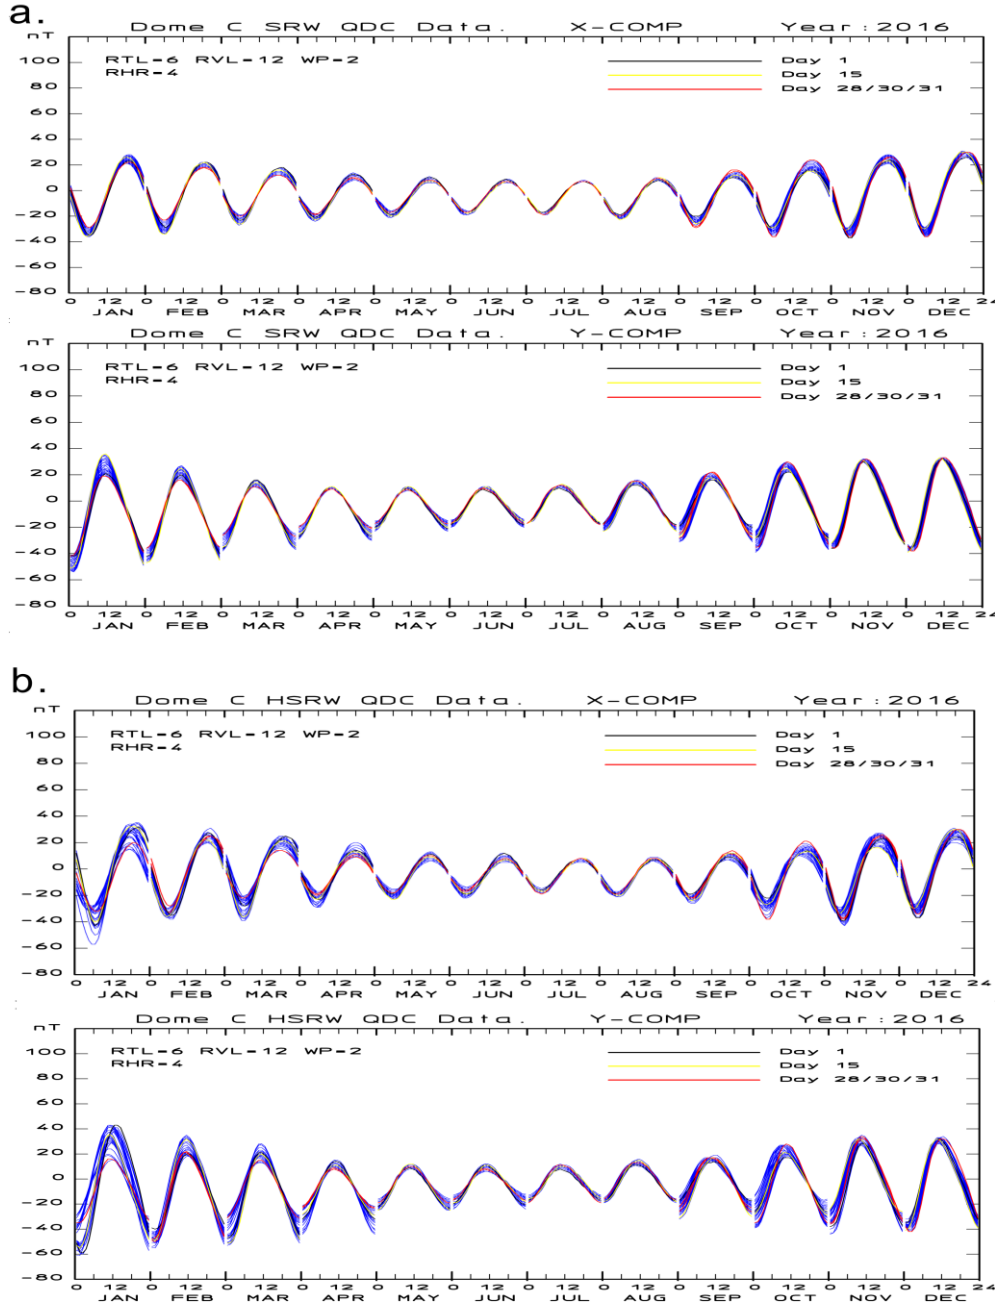 a.
Dome C SRW QDC Data. X-COMP Year:2016
nT
RTL-6 RVL-12 WP-2
RHR-4
Day 1
Day 15
Day 28/30/31
100
80
60
40
20
0
-20
-40
-60
-80
0 12 0 12 0 12 0 12 0 12 0 12 0 12 0 12 0 12 0 12 0 12 0 12 24
JAN FEB MAR APR MAY JUN JUL AUG SEP OCT NOV DEC
Dome C SRW QDC Data. Y-COMP Year:2016
nT
RTL-6 RVL-12 WP-2
RHR-4
Day 1
Day 15
Day 28/30/31
100
80
60
40
20
0
-20
-40
-60
-80
0 12 0 12 0 12 0 12 0 12 0 12 0 12 0 12 0 12 0 12 0 12 0 12 24
JAN FEB MAR APR MAY JUN JUL AUG SEP OCT NOV DEC
b.
Dome C HSRW QDC Data. X-COMP Year:2016
nT
RTL-6 RVL-12 WP-2
RHR-4
Day 1
Day 15
Day 28/30/31
100
80
60
40
20
0
-20
-40
-60
-80
0 12 0 12 0 12 0 12 0 12 0 12 0 12 0 12 0 12 0 12 0 12 0 12 24
JAN FEB MAR APR MAY JUN JUL AUG SEP OCT NOV DEC
Dome C HSRW QDC Data. Y-COMP Year:2016
nT
RTL-6 RVL-12 WP-2
RHR-4
Day 1
Day 15
Day 28/30/31
100
80
60
40
20
0
-20
-40
-60
-80
0 12 0 12 0 12 0 12 0 12 0 12 0 12 0 12 0 12 0 12 0 12 0 12 24
JAN FEB MAR APR MAY JUN JUL AUG SEP OCT NOV DEC